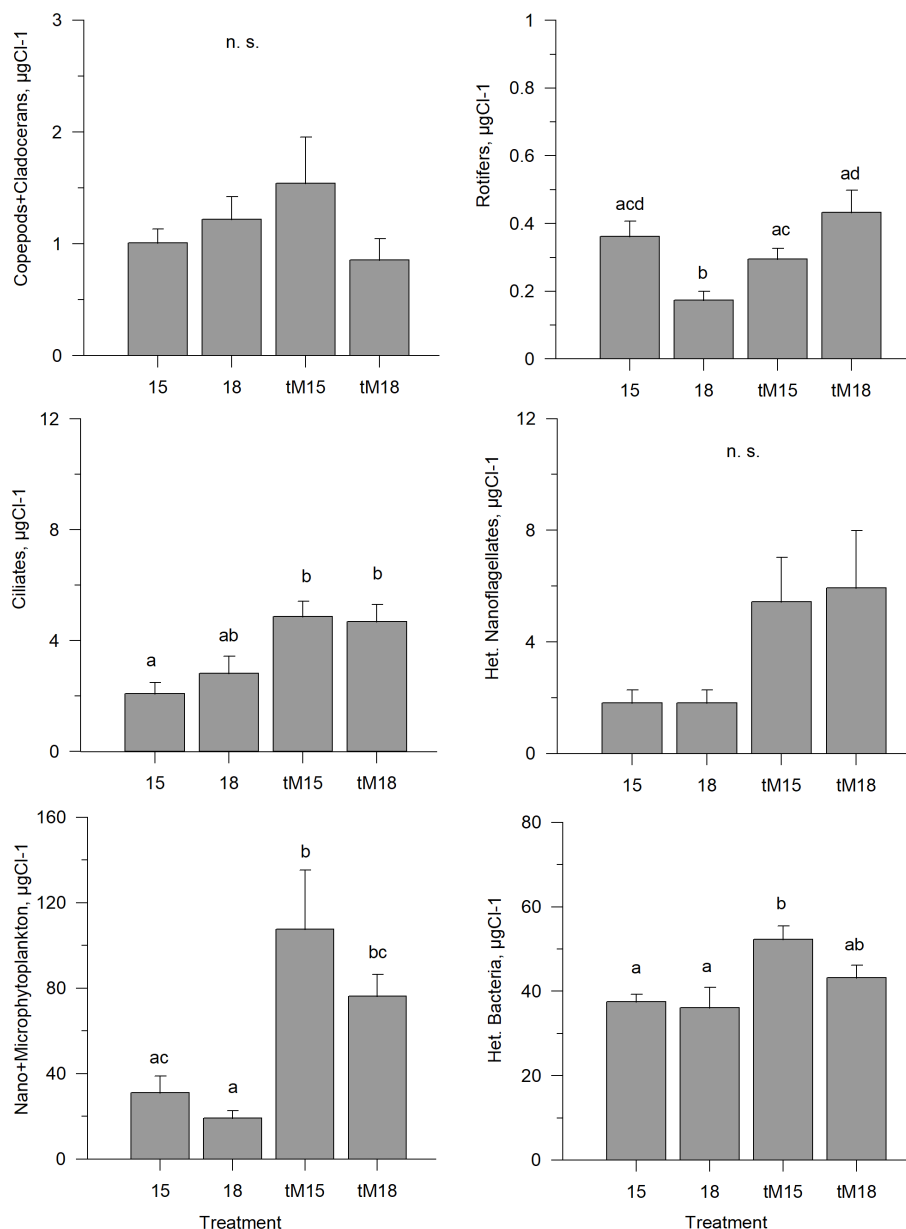 Copepods+Cladocerans, µgCl-1
3
2
1
0
n. s.
15 18 tM15 tM18
Rotifers, µgCl-1
1
0.8
0.6
0.4
0.2
0
acd b ac ad
15 18 tM15 tM18
Ciliates, µgCl-1
12
8
4
0
a ab b b
15 18 tM15 tM18
Het. Nanoflagellates, µgCl-1
12
8
4
0
n. s.
15 18 tM15 tM18
Nano+Microphytoplankton, µgCl-1
160
120
80
40
0
ac a b bc
15 18 tM15 tM18
Treatment
Het. Bacteria, µgCl-1
80
60
40
20
0
a a b ab
15 18 tM15 tM18
Treatment